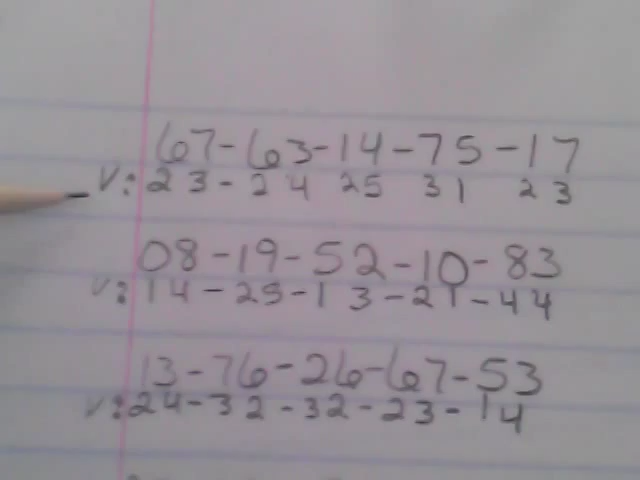 67-63-14-75-17
V: 23-24 25 31 23
08-19-52-10-83
V: 14-25-13-21-44
13-76-26-67-53
V: 24-32-32-23-14